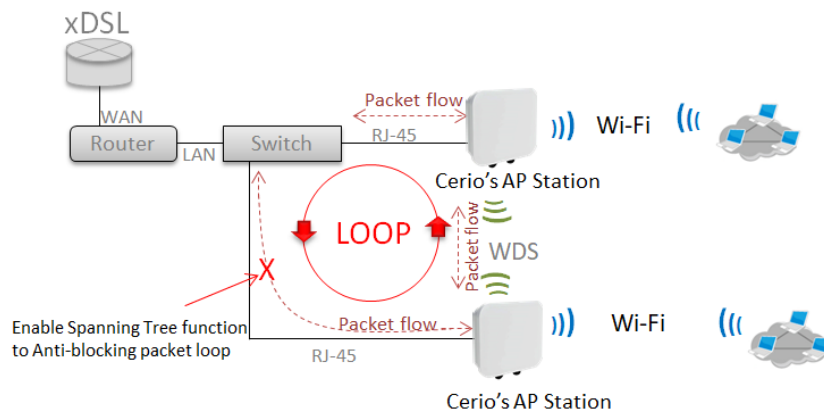 xDSL
WAN
Router
LAN
Switch
Packet flow
RJ-45
Wi-Fi
Cerio's AP Station
LOOP
Packet flow
WDS
X
Enable Spanning Tree function
to Anti-blocking packet loop
Packet flow
RJ-45
Wi-Fi
Cerio's AP Station